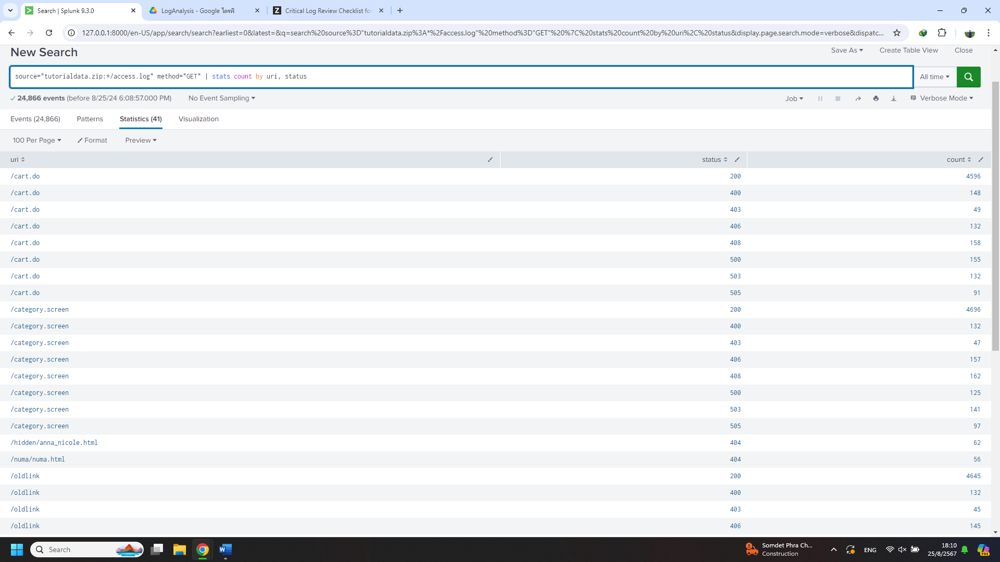 Search | Splunk 9.3.0
LogAnalysis - Google ไดรฟ์
Critical Log Review Checklist for
127.0.0.1:8000/en-US/app/search/search?earliest=0&latest=&q=search%20source%3D"tutorialdata.zip%3A*%2Faccess.log"%20method%3D"GET"%20%7C%20stats%20count%20by%20uri%2C%20status&display.page.search.mode=verbose&dispatc...
New Search
Save As
Create Table View
Close
source="tutorialdata.zip:*/access.log" method="GET" | stats count by uri, status
All time
24,866 events (before 8/25/24 6:08:57.000 PM)
No Event Sampling
Job
Verbose Mode
Events (24,866)
Patterns
Statistics (41)
Visualization
100 Per Page
Format
Preview
uri status count
/cart.do 200 4596
/cart.do 400 148
/cart.do 403 49
/cart.do 406 132
/cart.do 408 158
/cart.do 500 155
/cart.do 503 132
/cart.do 505 91
/category.screen 200 4696
/category.screen 400 132
/category.screen 403 47
/category.screen 406 157
/category.screen 408 162
/category.screen 500 125
/category.screen 503 141
/category.screen 505 97
/hidden/anna_nicole.html 404 62
/numa/numa.html 404 56
/oldlink 200 4645
/oldlink 400 132
/oldlink 403 45
/oldlink 406 145
Search
Somdet Phra Ch...
Construction
ENG
18:10
25/8/2567
PRE